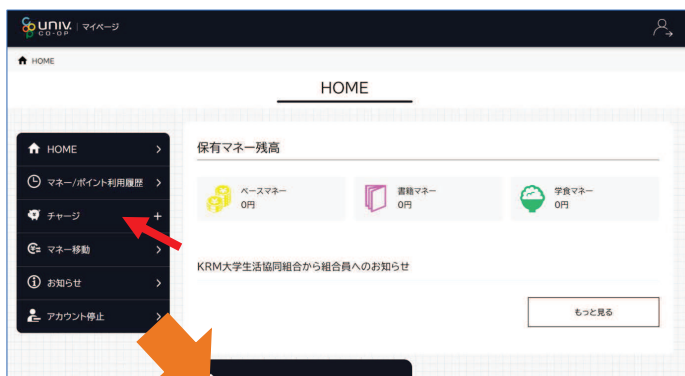 UNIV. CO-OP | マイページ
HOME
HOME
HOME
マネー/ポイント利用履歴
チャージ
マネー移動
お知らせ
アカウント停止
保有マネー残高
ベースマネー
0円
書籍マネー
0円
学食マネー
0円
KRM大学生活協同組合から組合員へのお知らせ
もっと見る